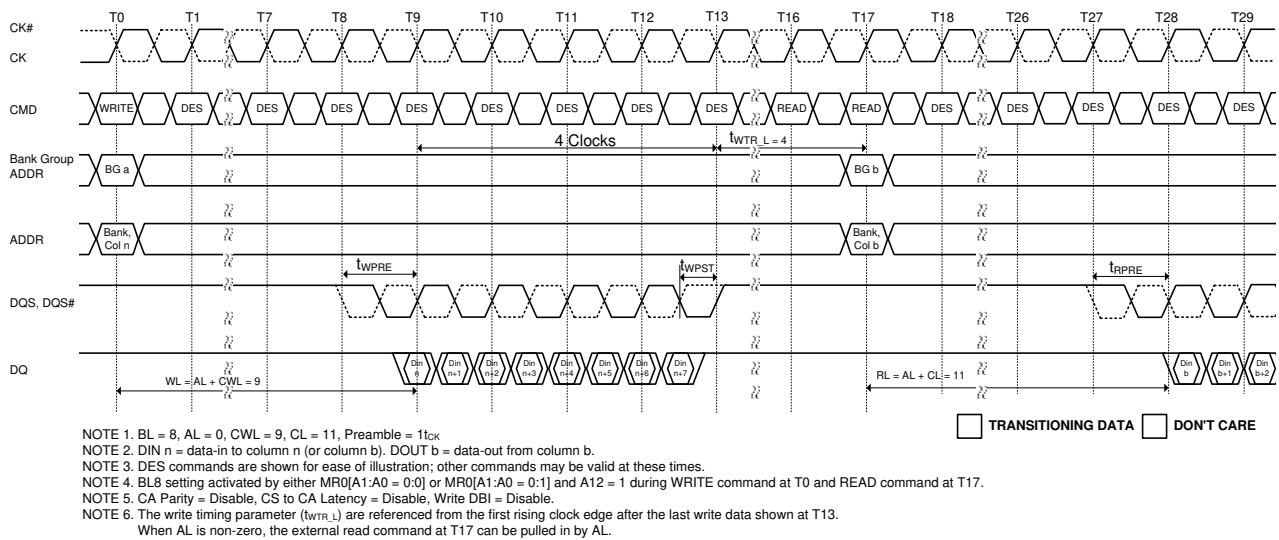 T0 T1 T7 T8 T9 T10 T11 T12 T13 T16 T17 T18 T26 T27 T28 T29
CK#
CK
CMD WRITE DES DES DES DES DES DES DES DES READ READ DES DES DES DES DES
4 Clocks tWTR_L = 4
Bank Group
ADDR
BG a BG b
ADDR
Bank,
Col n
Bank,
Col b
tWPRE tWPST tRPRE
DQS, DQS#
DQ
Din
n
Din
n+1
Din
n+2
Din
n+3
Din
n+4
Din
n+5
Din
n+6
Din
n+7
Din
b
Din
b+1
Din
b+2
WL = AL + CWL = 9
RL = AL + CL = 11
TRANSITIONING DATA DON'T CARE
NOTE 1. BL = 8, AL = 0, CWL = 9, CL = 11, Preamble = 1tCK
NOTE 2. DIN n = data-in to column n (or column b). DOUT b = data-out from column b.
NOTE 3. DES commands are shown for ease of illustration; other commands may be valid at these times.
NOTE 4. BL8 setting activated by either MR0[A1:A0 = 0:0] or MR0[A1:A0 = 0:1] and A12 = 1 during WRITE command at T0 and READ command at T17.
NOTE 5. CA Parity = Disable, CS to CA Latency = Disable, Write DBI = Disable.
NOTE 6. The write timing parameter (tWTR_L) are referenced from the first rising clock edge after the last write data shown at T13.
When AL is non-zero, the external read command at T17 can be pulled in by AL.